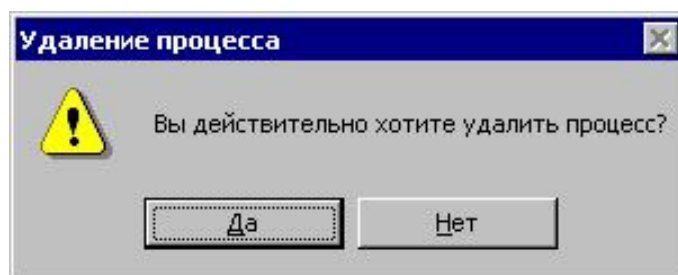 Удаление процесса
Вы действительно хотите удалить процесс?
Да
Нет